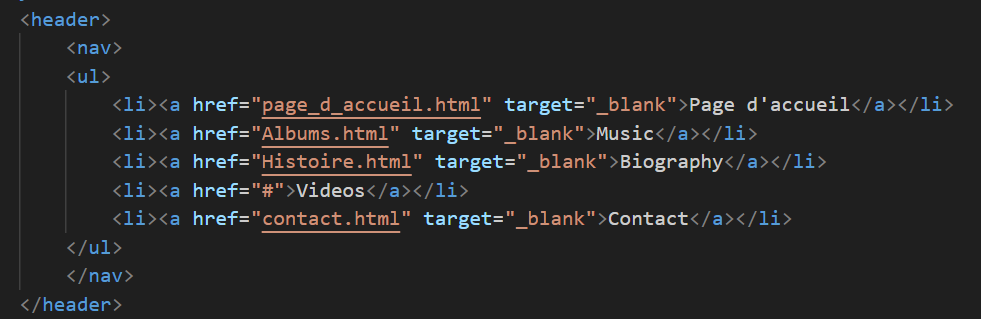 <header>
<nav>
<ul>
<li><a href="page_d_accueil.html" target="_blank">Page d'accueil</a></li>
<li><a href="Albums.html" target="_blank">Music</a></li>
<li><a href="Histoire.html" target="_blank">Biography</a></li>
<li><a href="#">Videos</a></li>
<li><a href="contact.html" target="_blank">Contact</a></li>
</ul>
</nav>
</header>